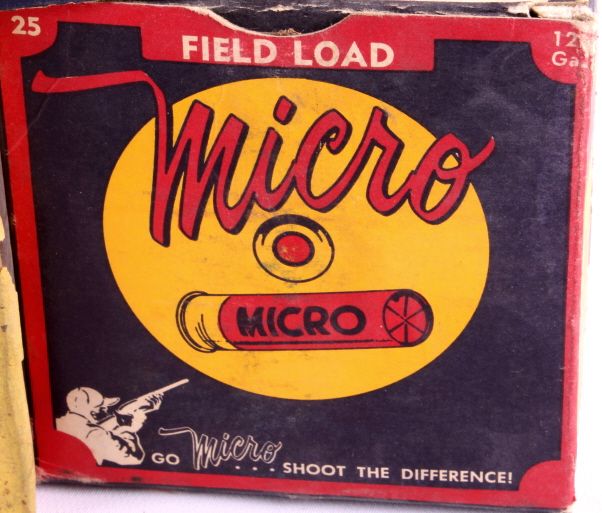 25
FIELD LOAD
12
Ga.
Micro
MICRO
GO Micro... SHOOT THE DIFFERENCE!